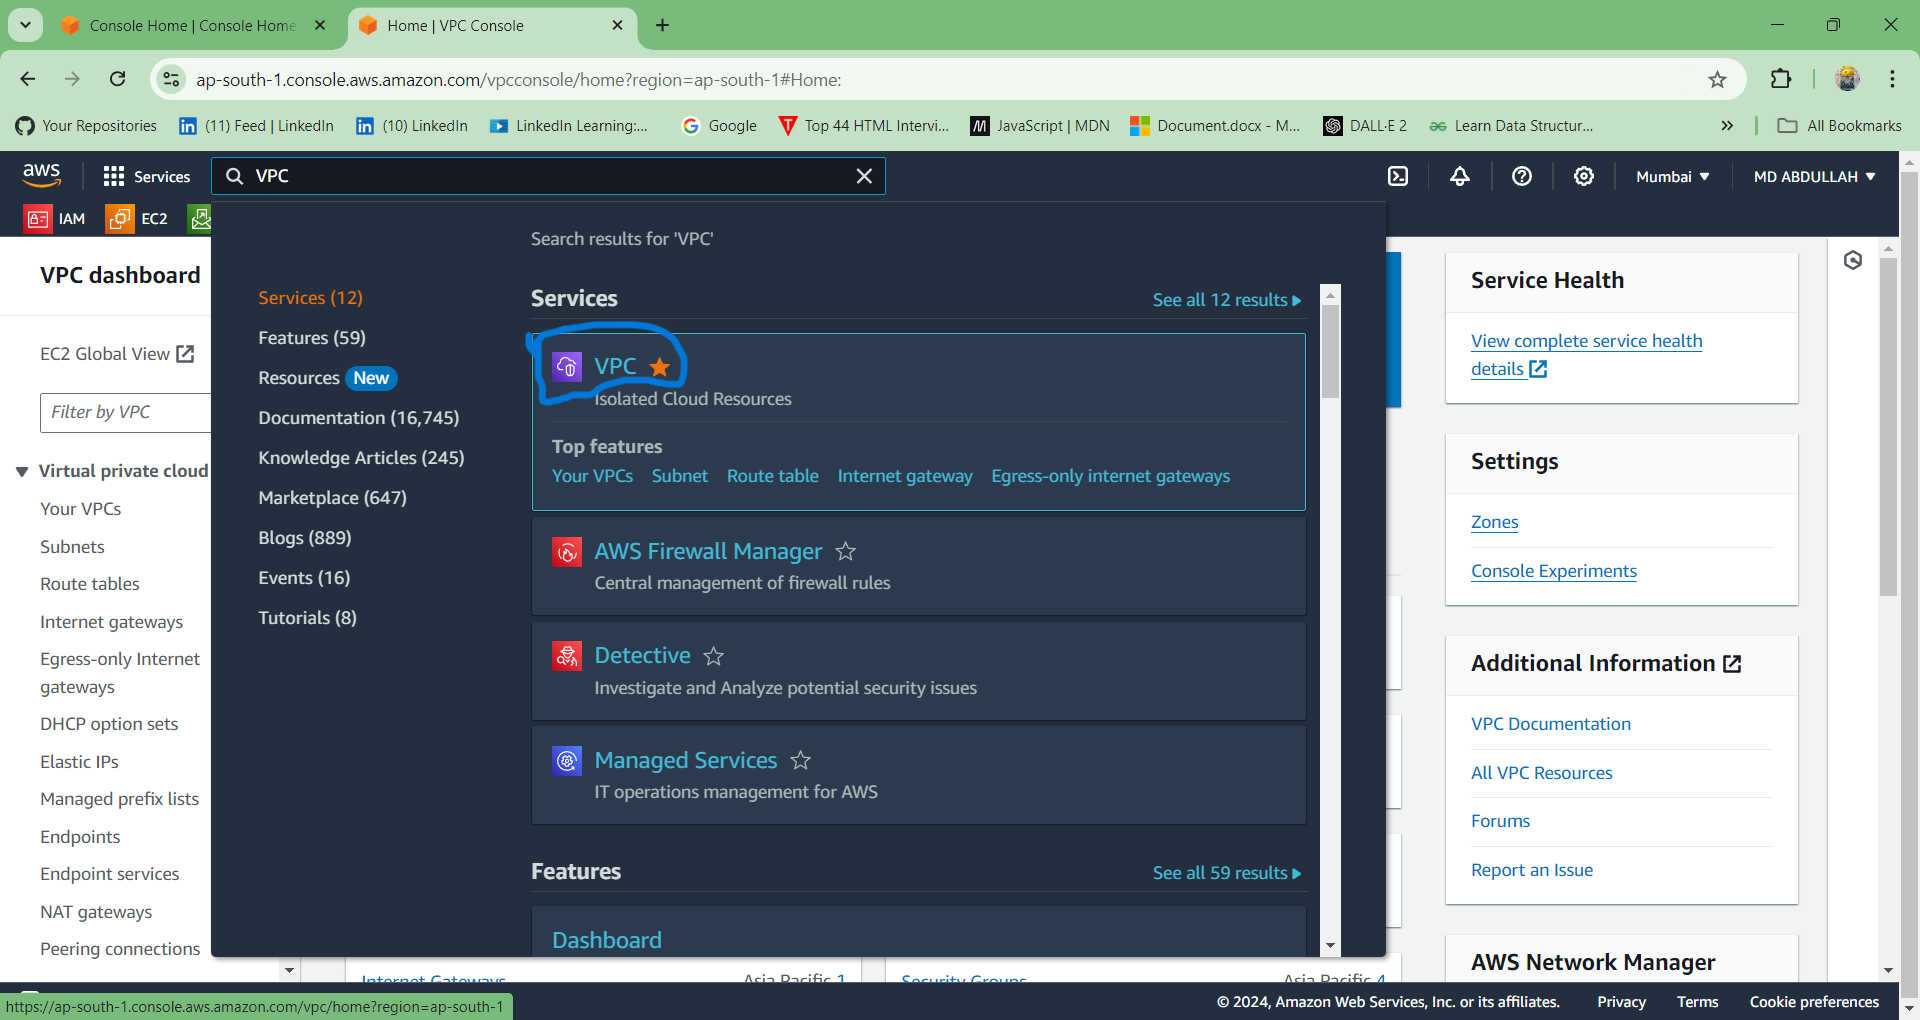 Console Home | Console Home
Home | VPC Console
ap-south-1.console.aws.amazon.com/vpcconsole/home?region=ap-south-1#Home:
Your Repositories
(11) Feed | LinkedIn
(10) LinkedIn
LinkedIn Learning:...
Google
Top 44 HTML Intervi...
JavaScript | MDN
Document.docx - M...
DALL·E 2
Learn Data Structur...
All Bookmarks
aws
Services
VPC
Mumbai
MD ABDULLAH
IAM
EC2
VPC dashboard
EC2 Global View
Filter by VPC
Virtual private cloud
Your VPCs
Subnets
Route tables
Internet gateways
Egress-only Internet
gateways
DHCP option sets
Elastic IPs
Managed prefix lists
Endpoints
Endpoint services
NAT gateways
Peering connections
Search results for 'VPC'
Services (12)
Features (59)
Resources New
Documentation (16,745)
Knowledge Articles (245)
Marketplace (647)
Blogs (889)
Events (16)
Tutorials (8)
Services
See all 12 results
VPC
Isolated Cloud Resources
Top features
Your VPCs Subnet Route table Internet gateway Egress-only internet gateways
AWS Firewall Manager
Central management of firewall rules
Detective
Investigate and Analyze potential security issues
Managed Services
IT operations management for AWS
Features
See all 59 results
Dashboard
Internet Gateways
Asia Pacific 1
Security Groups
Asia Pacific 4
Service Health
View complete service health
details
Settings
Zones
Console Experiments
Additional Information
VPC Documentation
All VPC Resources
Forums
Report an Issue
AWS Network Manager
https://ap-south-1.console.aws.amazon.com/vpc/home?region=ap-south-1
© 2024, Amazon Web Services, Inc. or its affiliates.
Privacy
Terms
Cookie preferences